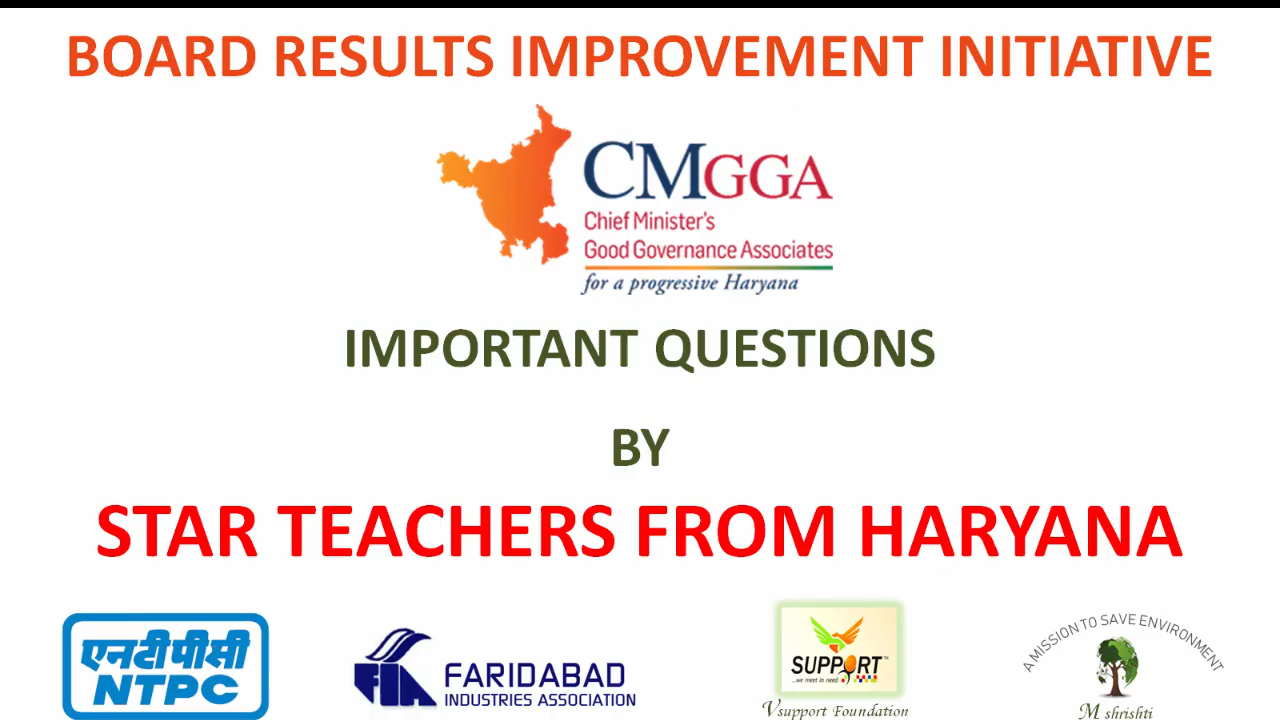 BOARD RESULTS IMPROVEMENT INITIATIVE
CMGGA
Chief Minister's
Good Governance Associates
for a progressive Haryana
IMPORTANT QUESTIONS
BY
STAR TEACHERS FROM HARYANA
एनटीपीसी
NTPC
FIA
FARIDABAD
INDUSTRIES ASSOCIATION
SUPPORT™
...we meet in need
Vsupport Foundation
A MISSION TO SAVE ENVIRONMENT
M shrishti